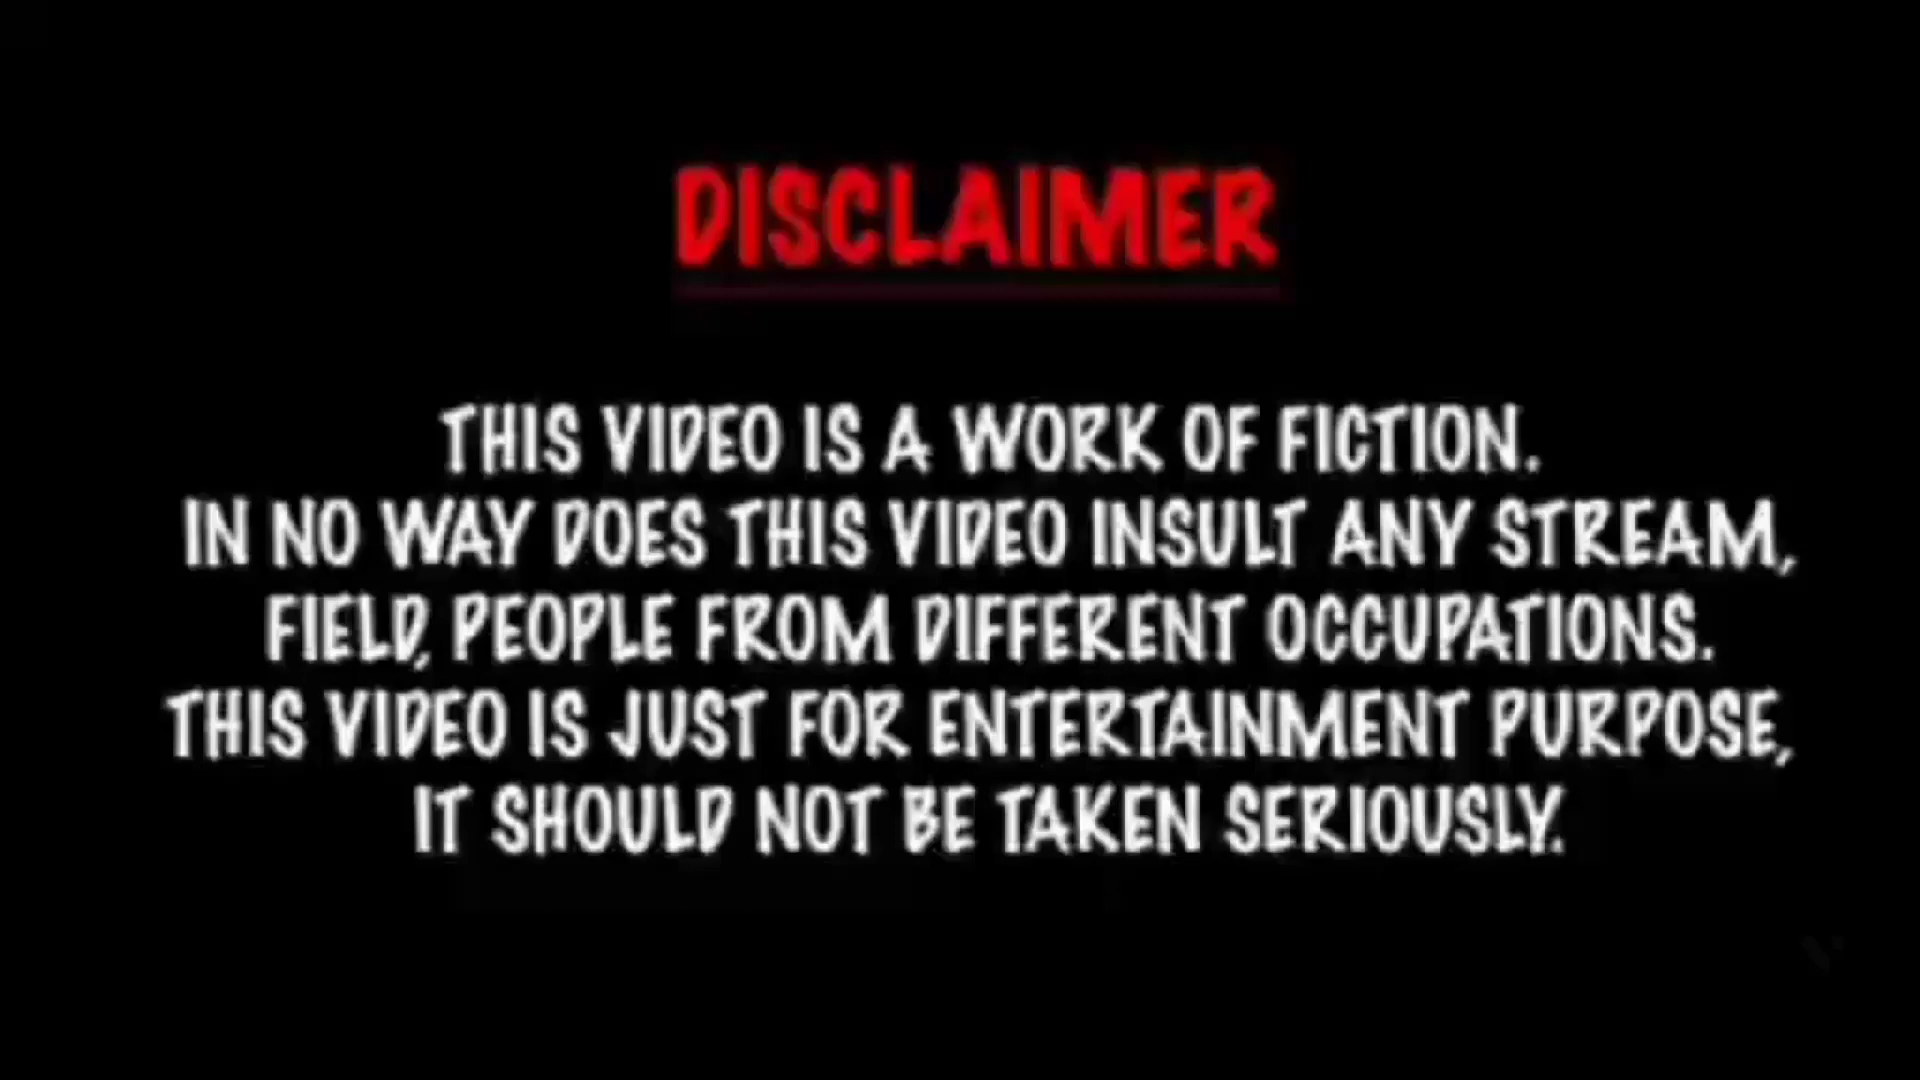 DISCLAIMER
THIS VIDEO IS A WORK OF FICTION.
IN NO WAY DOES THIS VIDEO INSULT ANY STREAM,
FIELD, PEOPLE FROM DIFFERENT OCCUPATIONS.
THIS VIDEO IS JUST FOR ENTERTAINMENT PURPOSE,
IT SHOULD NOT BE TAKEN SERIOUSLY.